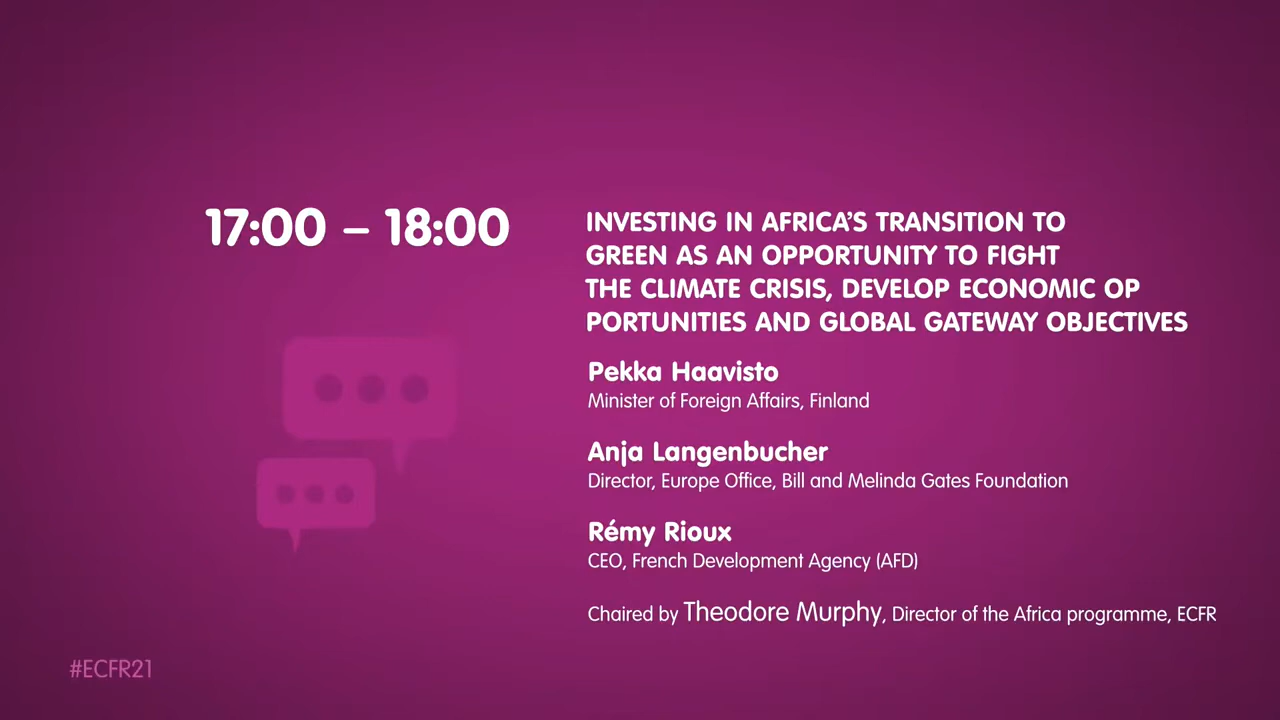 17:00 – 18:00
INVESTING IN AFRICA’S TRANSITION TO
GREEN AS AN OPPORTUNITY TO FIGHT
THE CLIMATE CRISIS, DEVELOP ECONOMIC OP
PORTUNITIES AND GLOBAL GATEWAY OBJECTIVES
Pekka Haavisto
Minister of Foreign Affairs, Finland
Anja Langenbucher
Director, Europe Office, Bill and Melinda Gates Foundation
Rémy Rioux
CEO, French Development Agency (AFD)
Chaired by Theodore Murphy, Director of the Africa programme, ECFR
#ECFR21